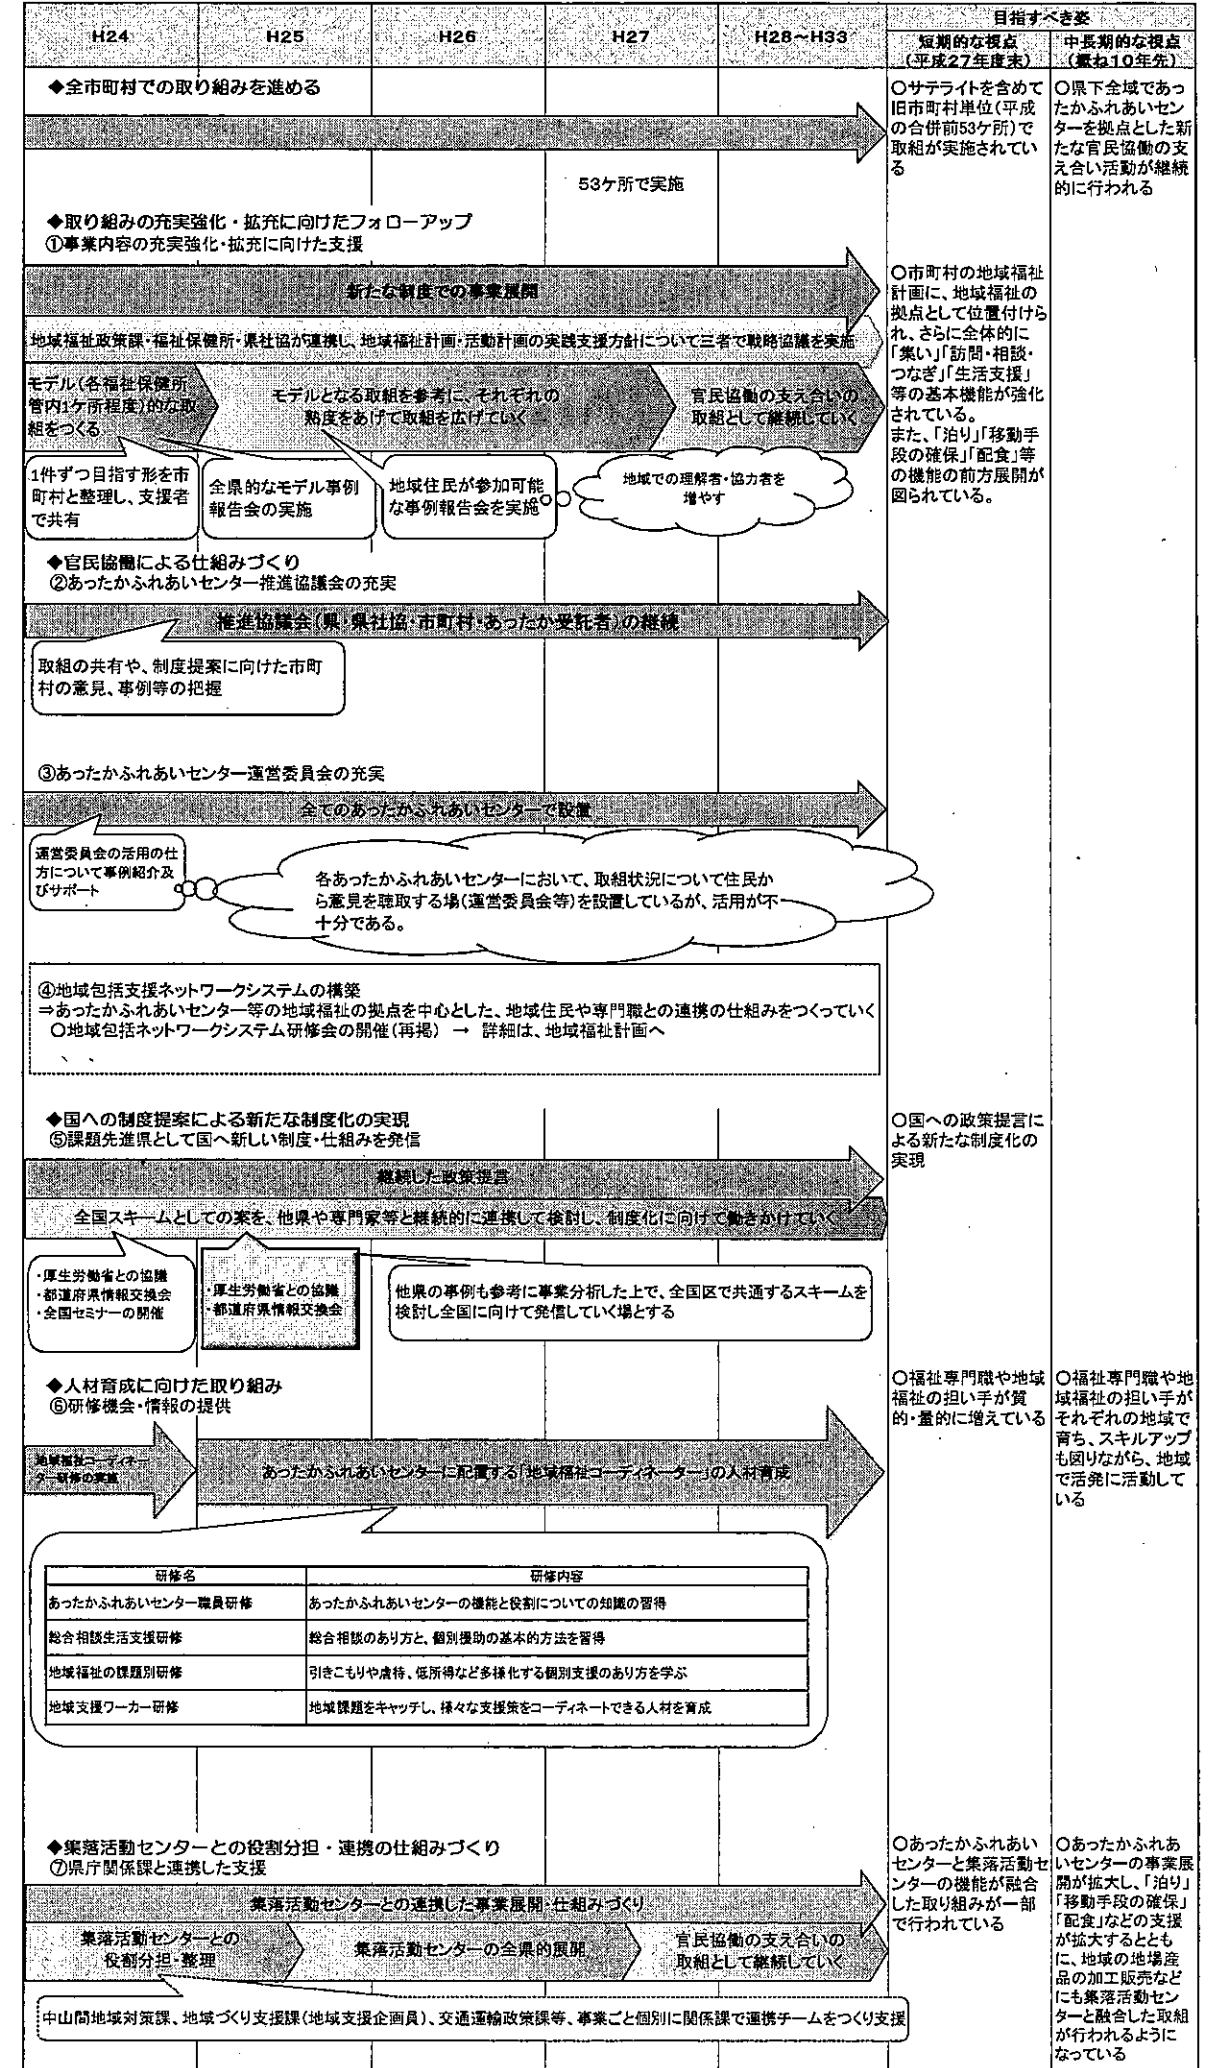 H24
H25
H26
H27
H28～H33
目指すべき姿
短期的な視点
(平成27年度末)
中長期的な視点
(概ね10年先)
◆全市町村での取り組みを進める
53ケ所で実施
○サテライトを含めて
旧市町村単位(平成
の合併前53ケ所)で
取組が実施されてい
る
○県下全域であっ
たかふれあいセン
ターを拠点とした新
たな官民協働の支
え合い活動が継続
的に行われる
◆取り組みの充実強化・拡充に向けたフォローアップ
①事業内容の充実強化・拡充に向けた支援
新たな制度での事業展開
地域福祉政策課・福祉保健所・県社協が連携し、地域福祉計画・活動計画の実践支援方針について三者で戦略協議を実施
モデル(各福祉保健所
管内1ケ所程度)的な取
組をつくる
モデルとなる取組を参考に、それぞれの
熟度をあげて取組を広げていく
官民協働の支え合いの
取組として継続していく
1件ずつ目指す形を市
町村と整理し、支援者
で共有
全県的なモデル事例
報告会の実施
地域住民が参加可能
な事例報告会を実施
地域での理解者・協力者を
増やす
○市町村の地域福祉
計画に、地域福祉の
拠点として位置付けら
れ、さらに全体的に
「集い」「訪問・相談・
つなぎ」「生活支援」
等の基本機能が強化
されている。
また、「泊り」「移動手
段の確保」「配食」等
の機能の前方展開が
図られている。
◆官民協働による仕組みづくり
②あったかふれあいセンター推進協議会の充実
推進協議会(県・県社協・市町村・あったか受託者)の継続
取組の共有や、制度提案に向けた市町
村の意見、事例等の把握
③あったかふれあいセンター運営委員会の充実
全てのあったかふれあいセンターで設置
運営委員会の活用の仕
方について事例紹介及
びサポート
各あったかふれあいセンターにおいて、取組状況について住民か
ら意見を聴取する場(運営委員会等)を設置しているが、活用が不
十分である。
④地域包括支援ネットワークシステムの構築
⇒あったかふれあいセンター等の地域福祉の拠点を中心とした、地域住民や専門職との連携の仕組みをつくっていく
○地域包括ネットワークシステム研修会の開催(再掲) → 詳細は、地域福祉計画へ
◆国への制度提案による新たな制度化の実現
⑤課題先進県として国へ新しい制度・仕組みを発信
継続した政策提言
全国スキームとしての案を、他県や専門家等と継続的に連携して検討し、制度化に向けて働きかけていく
・厚生労働省との協議
・都道府県情報交換会
・全国セミナーの開催
・厚生労働省との協議
・都道府県情報交換会
他県の事例も参考に事業分析した上で、全国区で共通するスキームを
検討し全国に向けて発信していく場とする
○国への政策提言に
よる新たな制度化の
実現
◆人材育成に向けた取り組み
⑥研修機会・情報の提供
地域福祉コーディネー
ター研修の実施
あったかふれあいセンターに配置する「地域福祉コーディネーター」の人材育成
研修名
研修内容
あったかふれあいセンター職員研修
あったかふれあいセンターの機能と役割についての知識の習得
総合相談生活支援研修
総合相談のあり方と、個別援助の基本的方法を習得
地域福祉の課題別研修
引きこもりや虐待、低所得など多様化する個別支援のあり方を学ぶ
地域支援ワーカー研修
地域課題をキャッチし、様々な支援策をコーディネートできる人材を育成
○福祉専門職や地域
福祉の担い手が質
的・量的に増えている
○福祉専門職や地
域福祉の担い手が
それぞれの地域で
育ち、スキルアップ
も図りながら、地域
で活発に活動して
いる
◆集落活動センターとの役割分担・連携の仕組みづくり
⑦県庁関係課と連携した支援
集落活動センターとの連携した事業展開・仕組みづくり
集落活動センターとの
役割分担・整理
集落活動センターの全県的展開
官民協働の支え合いの
取組として継続していく
中山間地域対策課、地域づくり支援課(地域支援企画員)、交通運輸政策課等、事業ごと個別に関係課で連携チームをつくり支援
○あったかふれあい
センターと集落活動セ
ンターの機能が融合
した取り組みが一部
で行われている
○あったかふれあ
いセンターの事業展
開が拡大し、「泊り」
「移動手段の確保」
「配食」などの支援
が拡大するととも
に、地域の地場産
品の加工販売など
にも集落活動セン
ターと融合した取組
が行われるように
なっている